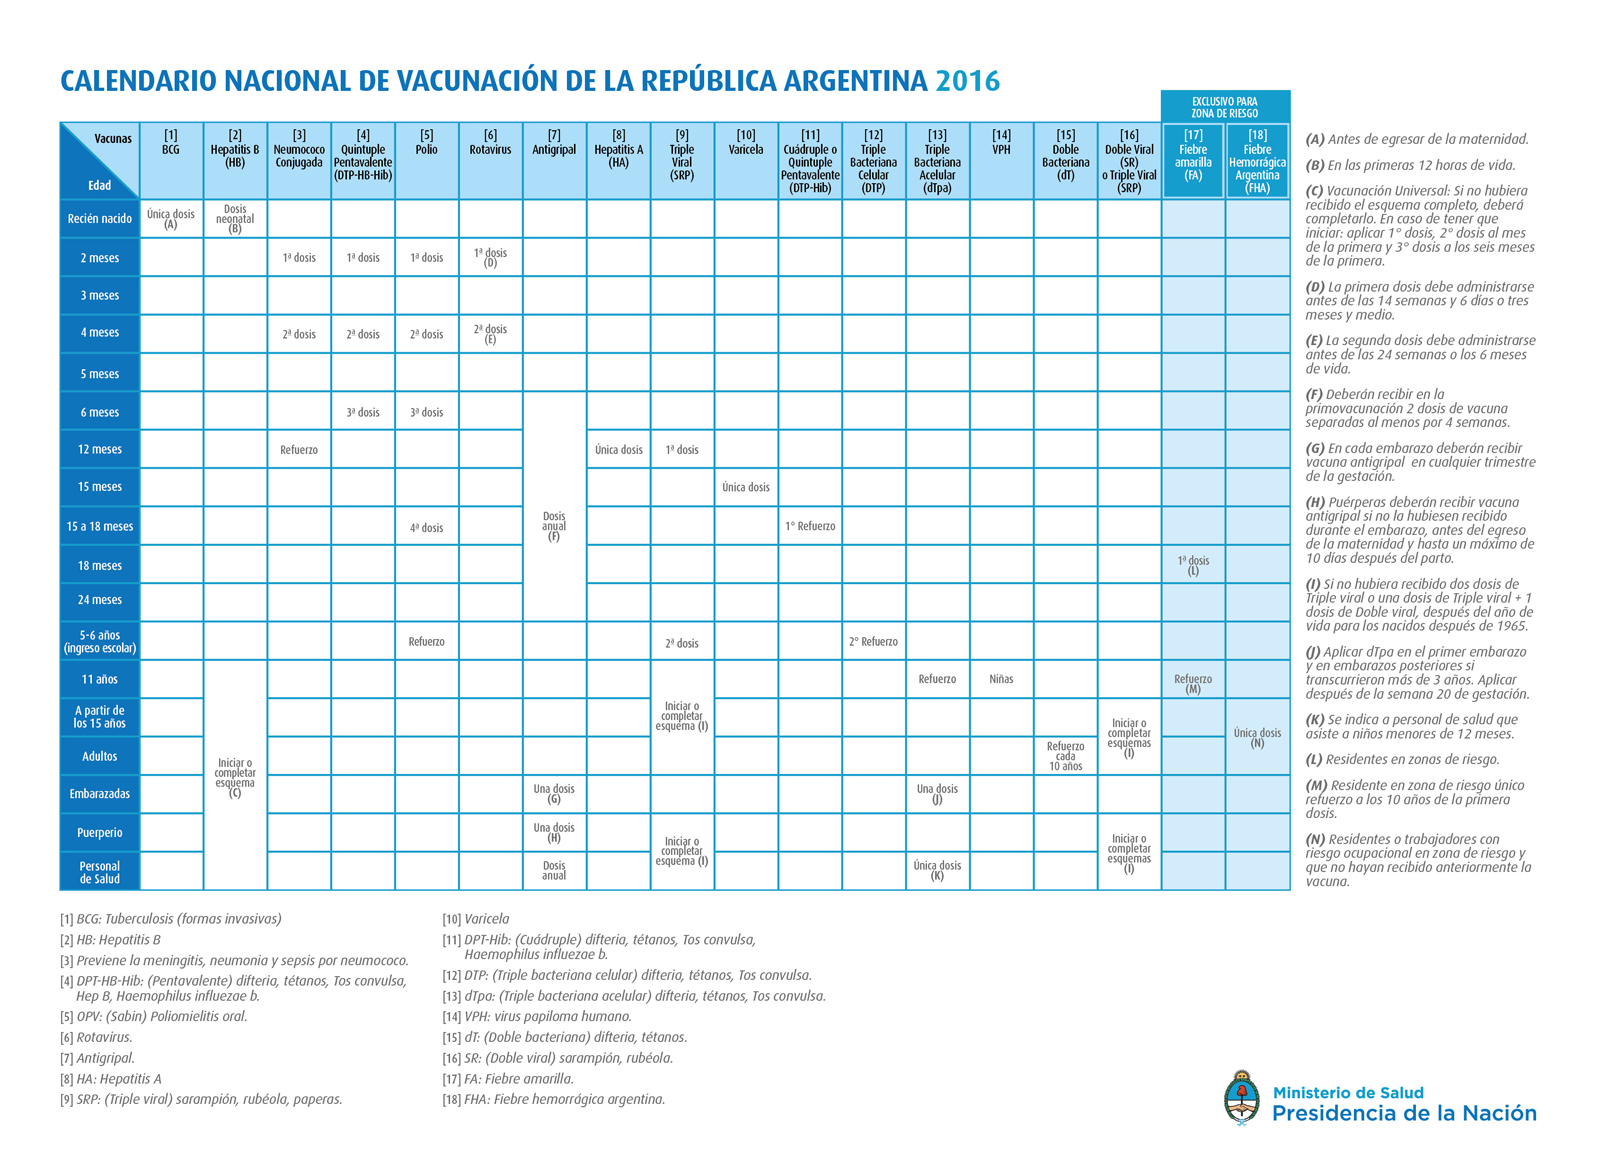 CALENDARIO NACIONAL DE VACUNACIÓN DE LA REPÚBLICA ARGENTINA 2016
EXCLUSIVO PARA
ZONA DE RIESGO
Vacunas
Edad
[1]
BCG
[2]
Hepatitis B
(HB)
[3]
Neumococo
Conjugada
[4]
Quintuple
Pentavalente
(DTP-HB-Hib)
[5]
Polio
[6]
Rotavirus
[7]
Antigripal
[8]
Hepatitis A
(HA)
[9]
Triple
Viral
(SRP)
[10]
Varicela
[11]
Cuádruple o
Quintuple
Pentavalente
(DTP-Hib)
[12]
Triple
Bacteriana
Celular
(DTP)
[13]
Triple
Bacteriana
Acelular
(dTpa)
[14]
VPH
[15]
Doble
Bacteriana
(dT)
[16]
Doble Viral
(SR)
o Triple Viral
(SRP)
[17]
Fiebre
amarilla
(FA)
[18]
Fiebre
Hemorrágica
Argentina
(FHA)
Recién nacido
Única dosis
(A)
Dosis
neonatal
(B)
2 meses
1ª dosis
1ª dosis
1ª dosis
1ª dosis
(D)
3 meses
4 meses
2ª dosis
2ª dosis
2ª dosis
2ª dosis
(E)
5 meses
6 meses
3ª dosis
3ª dosis
12 meses
Refuerzo
Única dosis
1ª dosis
15 meses
Única dosis
15 a 18 meses
4ª dosis
Dosis
anual
(F)
1° Refuerzo
18 meses
1ª dosis
(L)
24 meses
5-6 años
(ingreso escolar)
Refuerzo
2ª dosis
2° Refuerzo
11 años
Refuerzo
Niñas
Refuerzo
(M)
A partir de
los 15 años
Iniciar o
completar
esquema (I)
Iniciar o
completar
esquemas
(I)
Única dosis
(N)
Adultos
Iniciar o
completar
esquema
(C)
Refuerzo
cada
10 años
Embarazadas
Una dosis
(G)
Una dosis
(J)
Puerperio
Una dosis
(H)
Iniciar o
completar
esquema (I)
Iniciar o
completar
esquemas
(I)
Personal
de Salud
Dosis
anual
Única dosis
(K)
(A) Antes de egresar de la maternidad.
(B) En las primeras 12 horas de vida.
(C) Vacunación Universal: Si no hubiera
recibido el esquema completo, deberá
completarlo. En caso de tener que
iniciar: aplicar 1° dosis, 2° dosis al mes
de la primera y 3° dosis a los seis meses
de la primera.
(D) La primera dosis debe administrarse
antes de las 14 semanas y 6 días o tres
meses y medio.
(E) La segunda dosis debe administrarse
antes de las 24 semanas o los 6 meses
de vida.
(F) Deberán recibir en la
primovacunación 2 dosis de vacuna
separadas al menos por 4 semanas.
(G) En cada embarazo deberán recibir
vacuna antigripal en cualquier trimestre
de la gestación.
(H) Puérperas deberán recibir vacuna
antigripal si no la hubiesen recibido
durante el embarazo, antes del egreso
de la maternidad y hasta un máximo de
10 días después del parto.
(I) Si no hubiera recibido dos dosis de
Triple viral o una dosis de Triple viral + 1
dosis de Doble viral, después del año de
vida para los nacidos después de 1965.
(J) Aplicar dTpa en el primer embarazo
y en embarazos posteriores si
transcurrieron más de 3 años. Aplicar
después de la semana 20 de gestación.
(K) Se indica a personal de salud que
asiste a niños menores de 12 meses.
(L) Residentes en zonas de riesgo.
(M) Residente en zona de riesgo único
refuerzo a los 10 años de la primera
dosis.
(N) Residentes o trabajadores con
riesgo ocupacional en zona de riesgo y
que no hayan recibido anteriormente la
vacuna.
[1] BCG: Tuberculosis (formas invasivas)
[2] HB: Hepatitis B
[3] Previene la meningitis, neumonia y sepsis por neumococo.
[4] DPT-HB-Hib: (Pentavalente) difteria, tétanos, Tos convulsa,
Hep B, Haemophilus influezae b.
[5] OPV: (Sabin) Poliomielitis oral.
[6] Rotavirus.
[7] Antigripal.
[8] HA: Hepatitis A
[9] SRP: (Triple viral) sarampión, rubéola, paperas.
[10] Varicela
[11] DPT-Hib: (Cuádruple) difteria, tétanos, Tos convulsa,
Haemophilus influezae b.
[12] DTP: (Triple bacteriana celular) difteria, tétanos, Tos convulsa.
[13] dTpa: (Triple bacteriana acelular) difteria, tétanos, Tos convulsa.
[14] VPH: virus papiloma humano.
[15] dT: (Doble bacteriana) difteria, tétanos.
[16] SR: (Doble viral) sarampión, rubéola.
[17] FA: Fiebre amarilla.
[18] FHA: Fiebre hemorrágica argentina.
Ministerio de Salud
Presidencia de la Nación